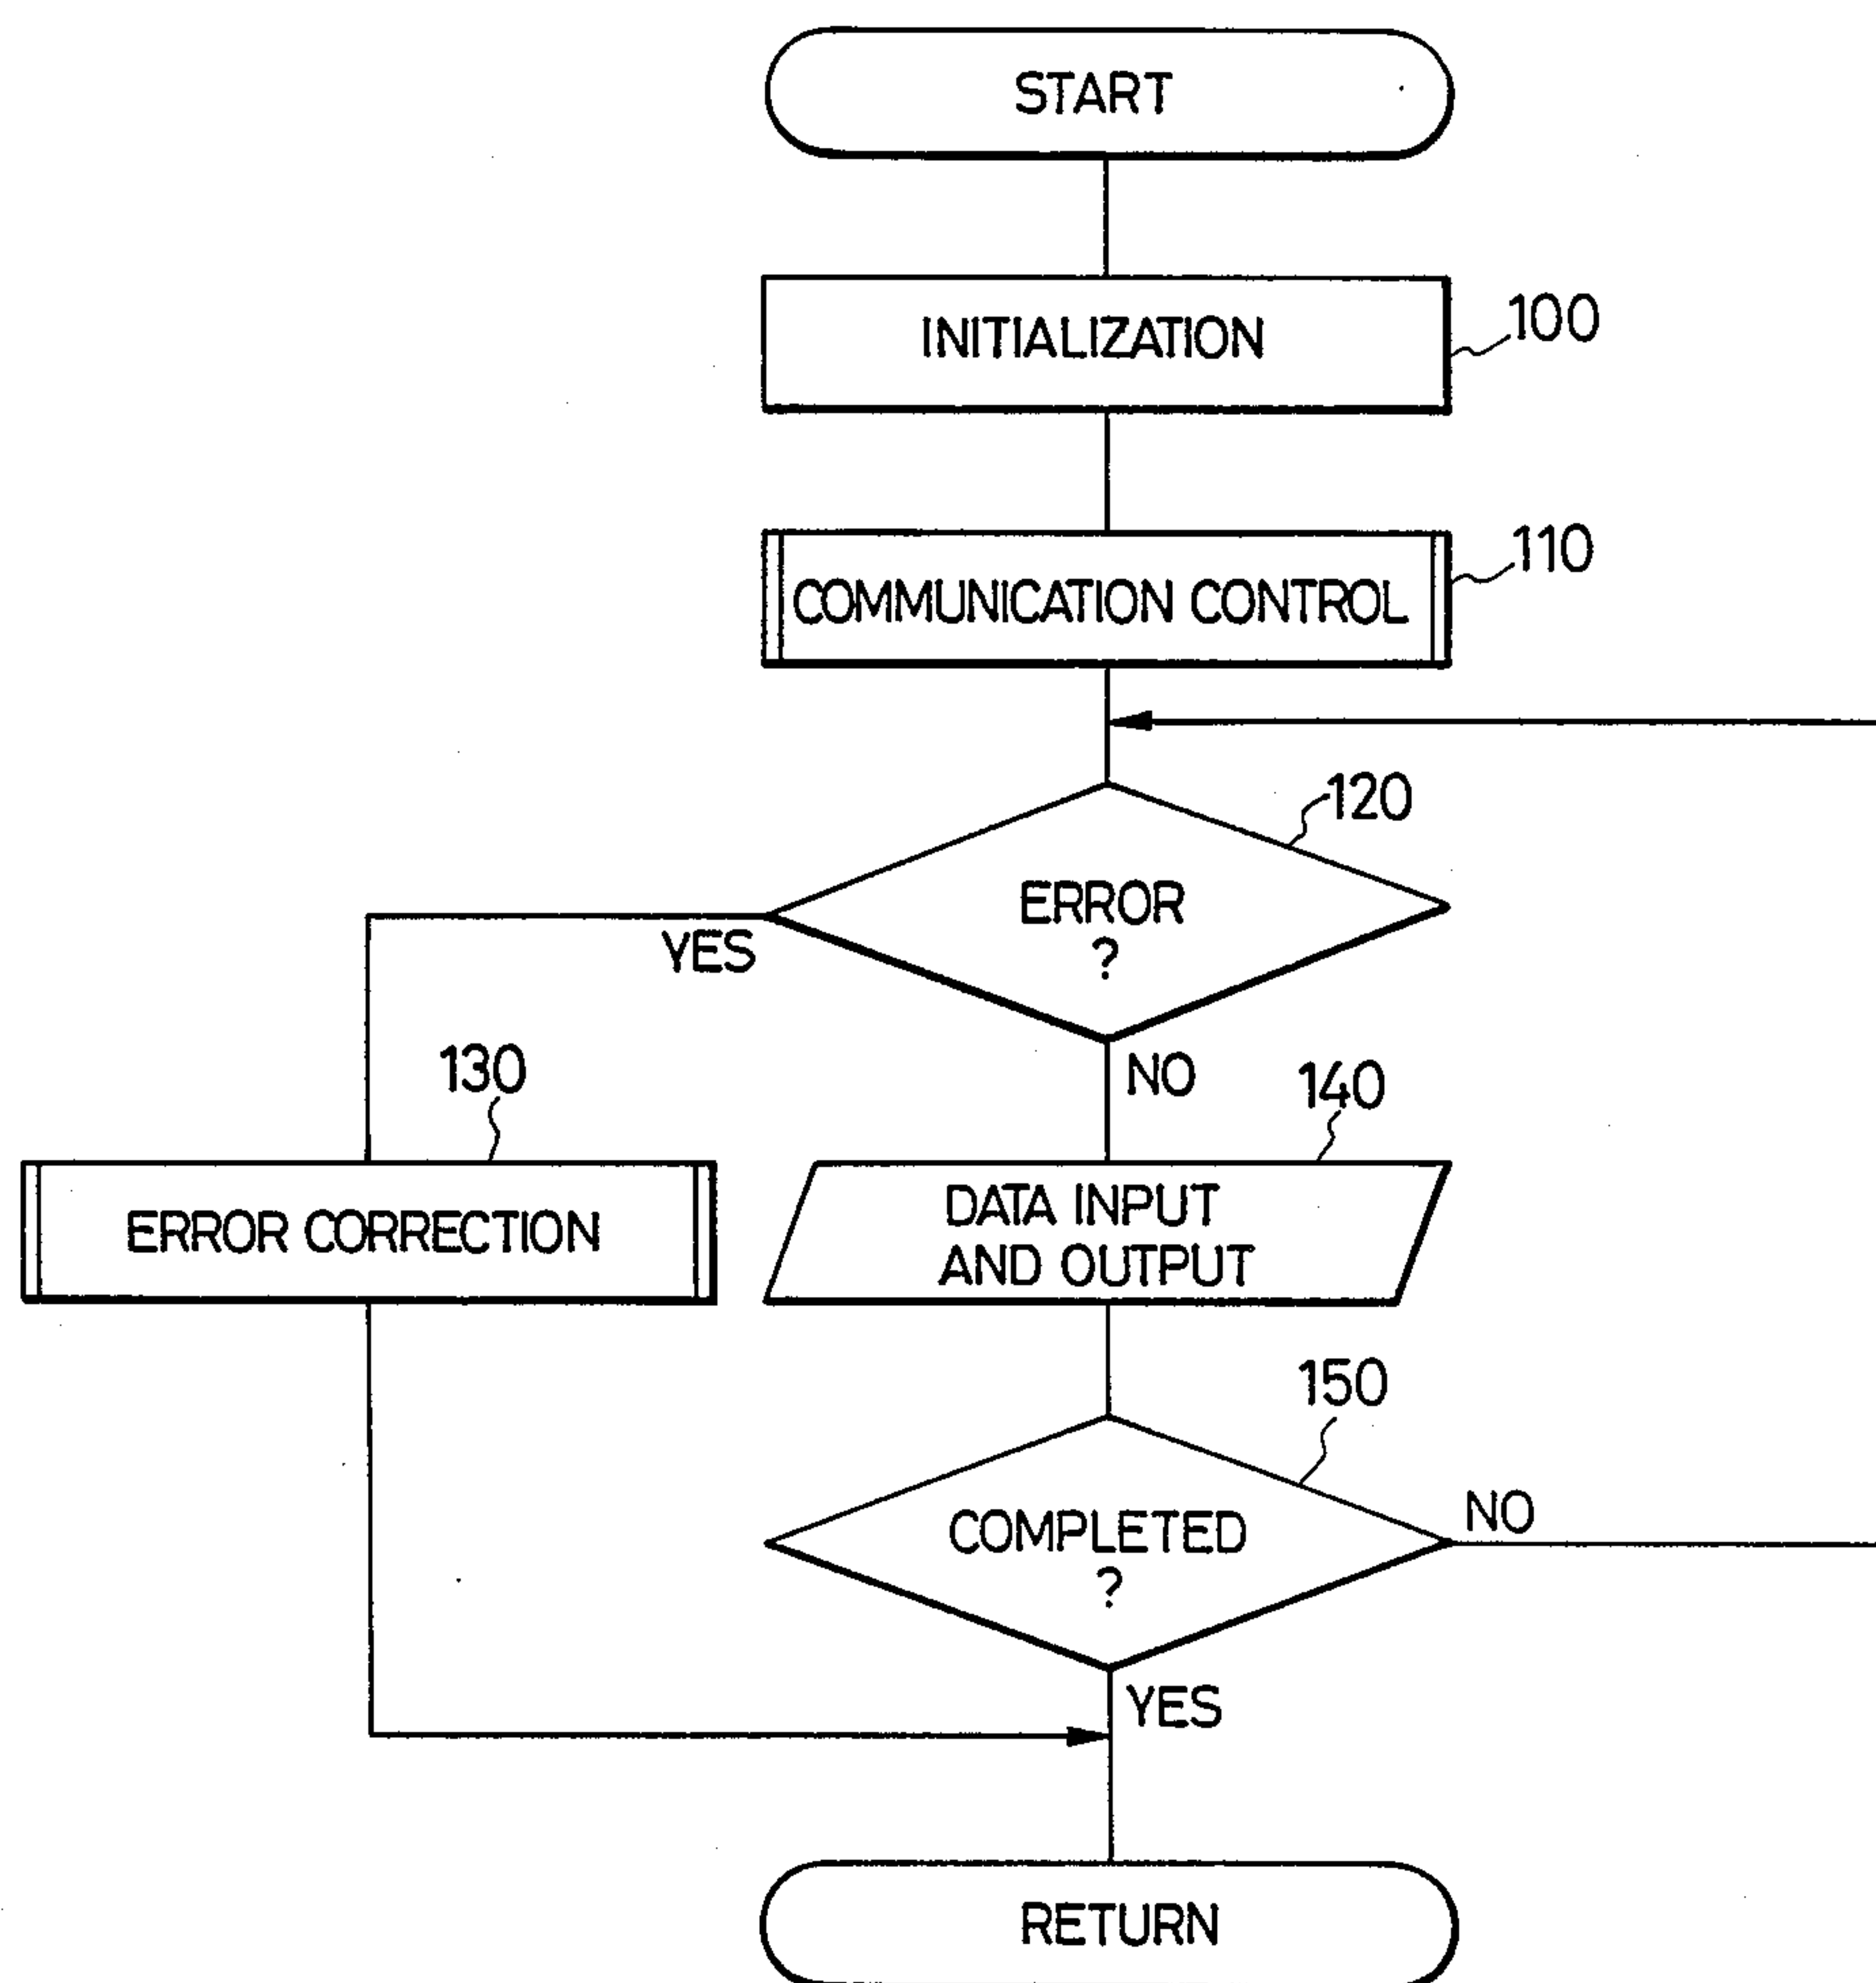 START
INITIALIZATION
100
COMMUNICATION CONTROL
110
120
ERROR
?
YES
NO
130
140
ERROR CORRECTION
DATA INPUT
AND OUTPUT
150
COMPLETED
?
NO
YES
RETURN